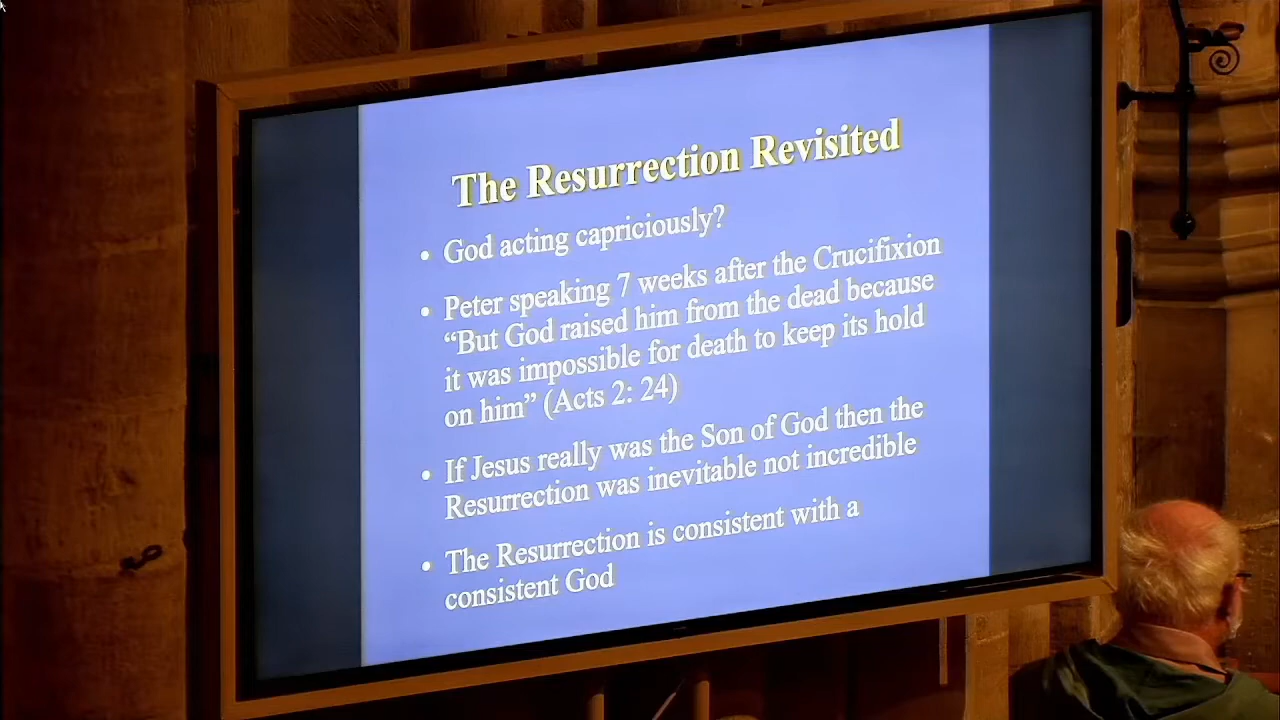 The Resurrection Revisited
• God acting capriciously?
• Peter speaking 7 weeks after the Crucifixion
“But God raised him from the dead because
it was impossible for death to keep its hold
on him” (Acts 2: 24)
• If Jesus really was the Son of God then the
Resurrection was inevitable not incredible
• The Resurrection is consistent with a
consistent God